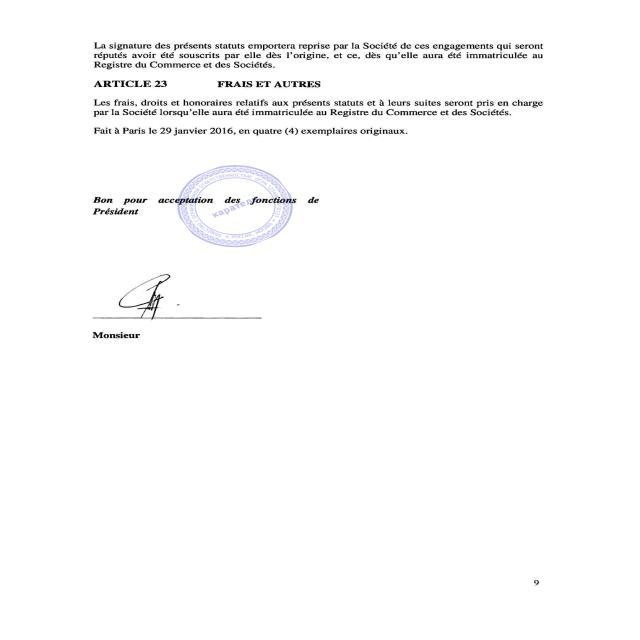 La signature des présents statuts emportera reprise par la Société de ces engagements qui seront
réputés avoir été souscrits par elle dès l'origine, et ce, dès qu'elle aura été immatriculée au
Registre du Commerce et des Sociétés.
ARTICLE 23 FRAIS ET AUTRES
Les frais, droits et honoraires relatifs aux présents statuts et à leurs suites seront pris en charge
par la Société lorsqu'elle aura été immatriculée au Registre du Commerce et des Sociétés.
Fait à Paris le 29 janvier 2016, en quatre (4) exemplaires originaux.
Bon pour acceptation des fonctions de
Président
Monsieur
9